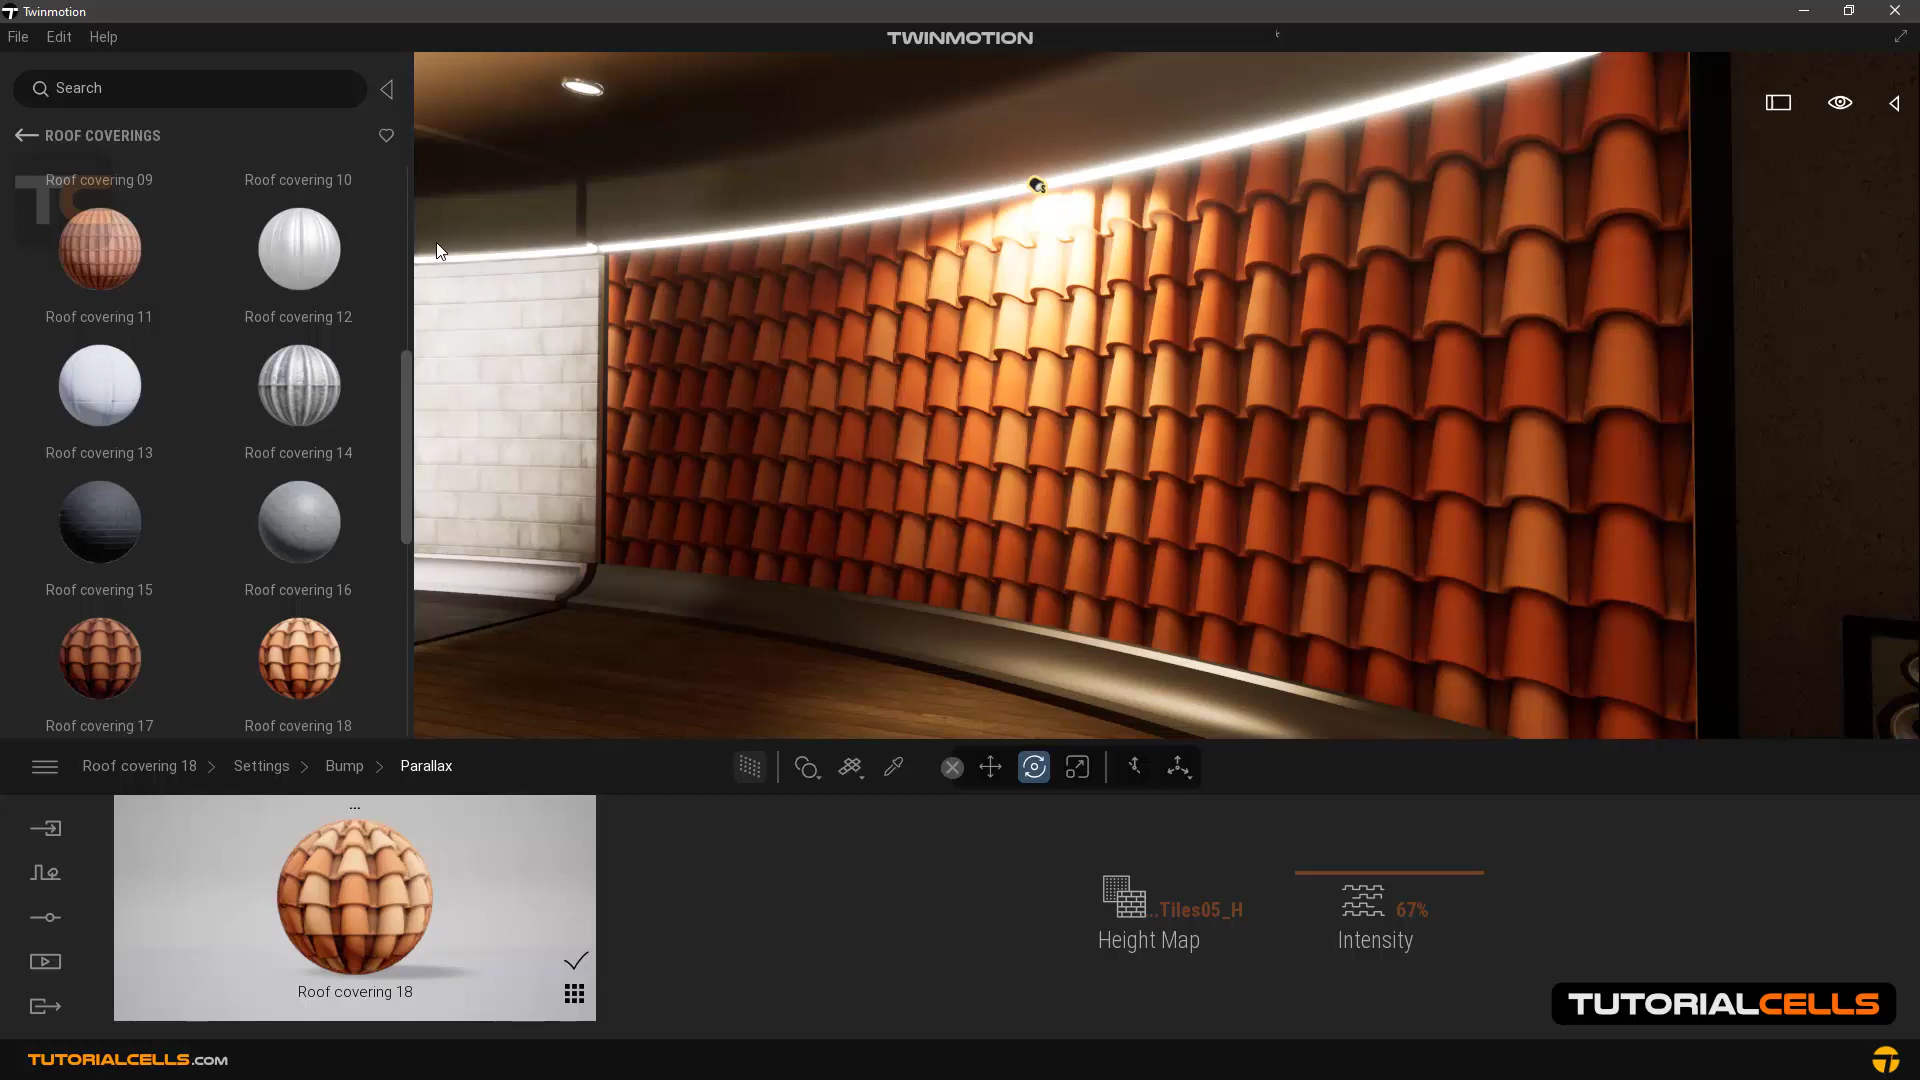 Twinmotion
File Edit Help
TWINMOTION
Search
ROOF COVERINGS
TC
Roof covering 09
Roof covering 10
Roof covering 11
Roof covering 12
Roof covering 13
Roof covering 14
Roof covering 15
Roof covering 16
Roof covering 17
Roof covering 18
Roof covering 18 > Settings > Bump > Parallax
...
Roof covering 18
..Tiles05_H
Height Map
67%
Intensity
TUTORIALCELLS
TUTORIALCELLS.COM